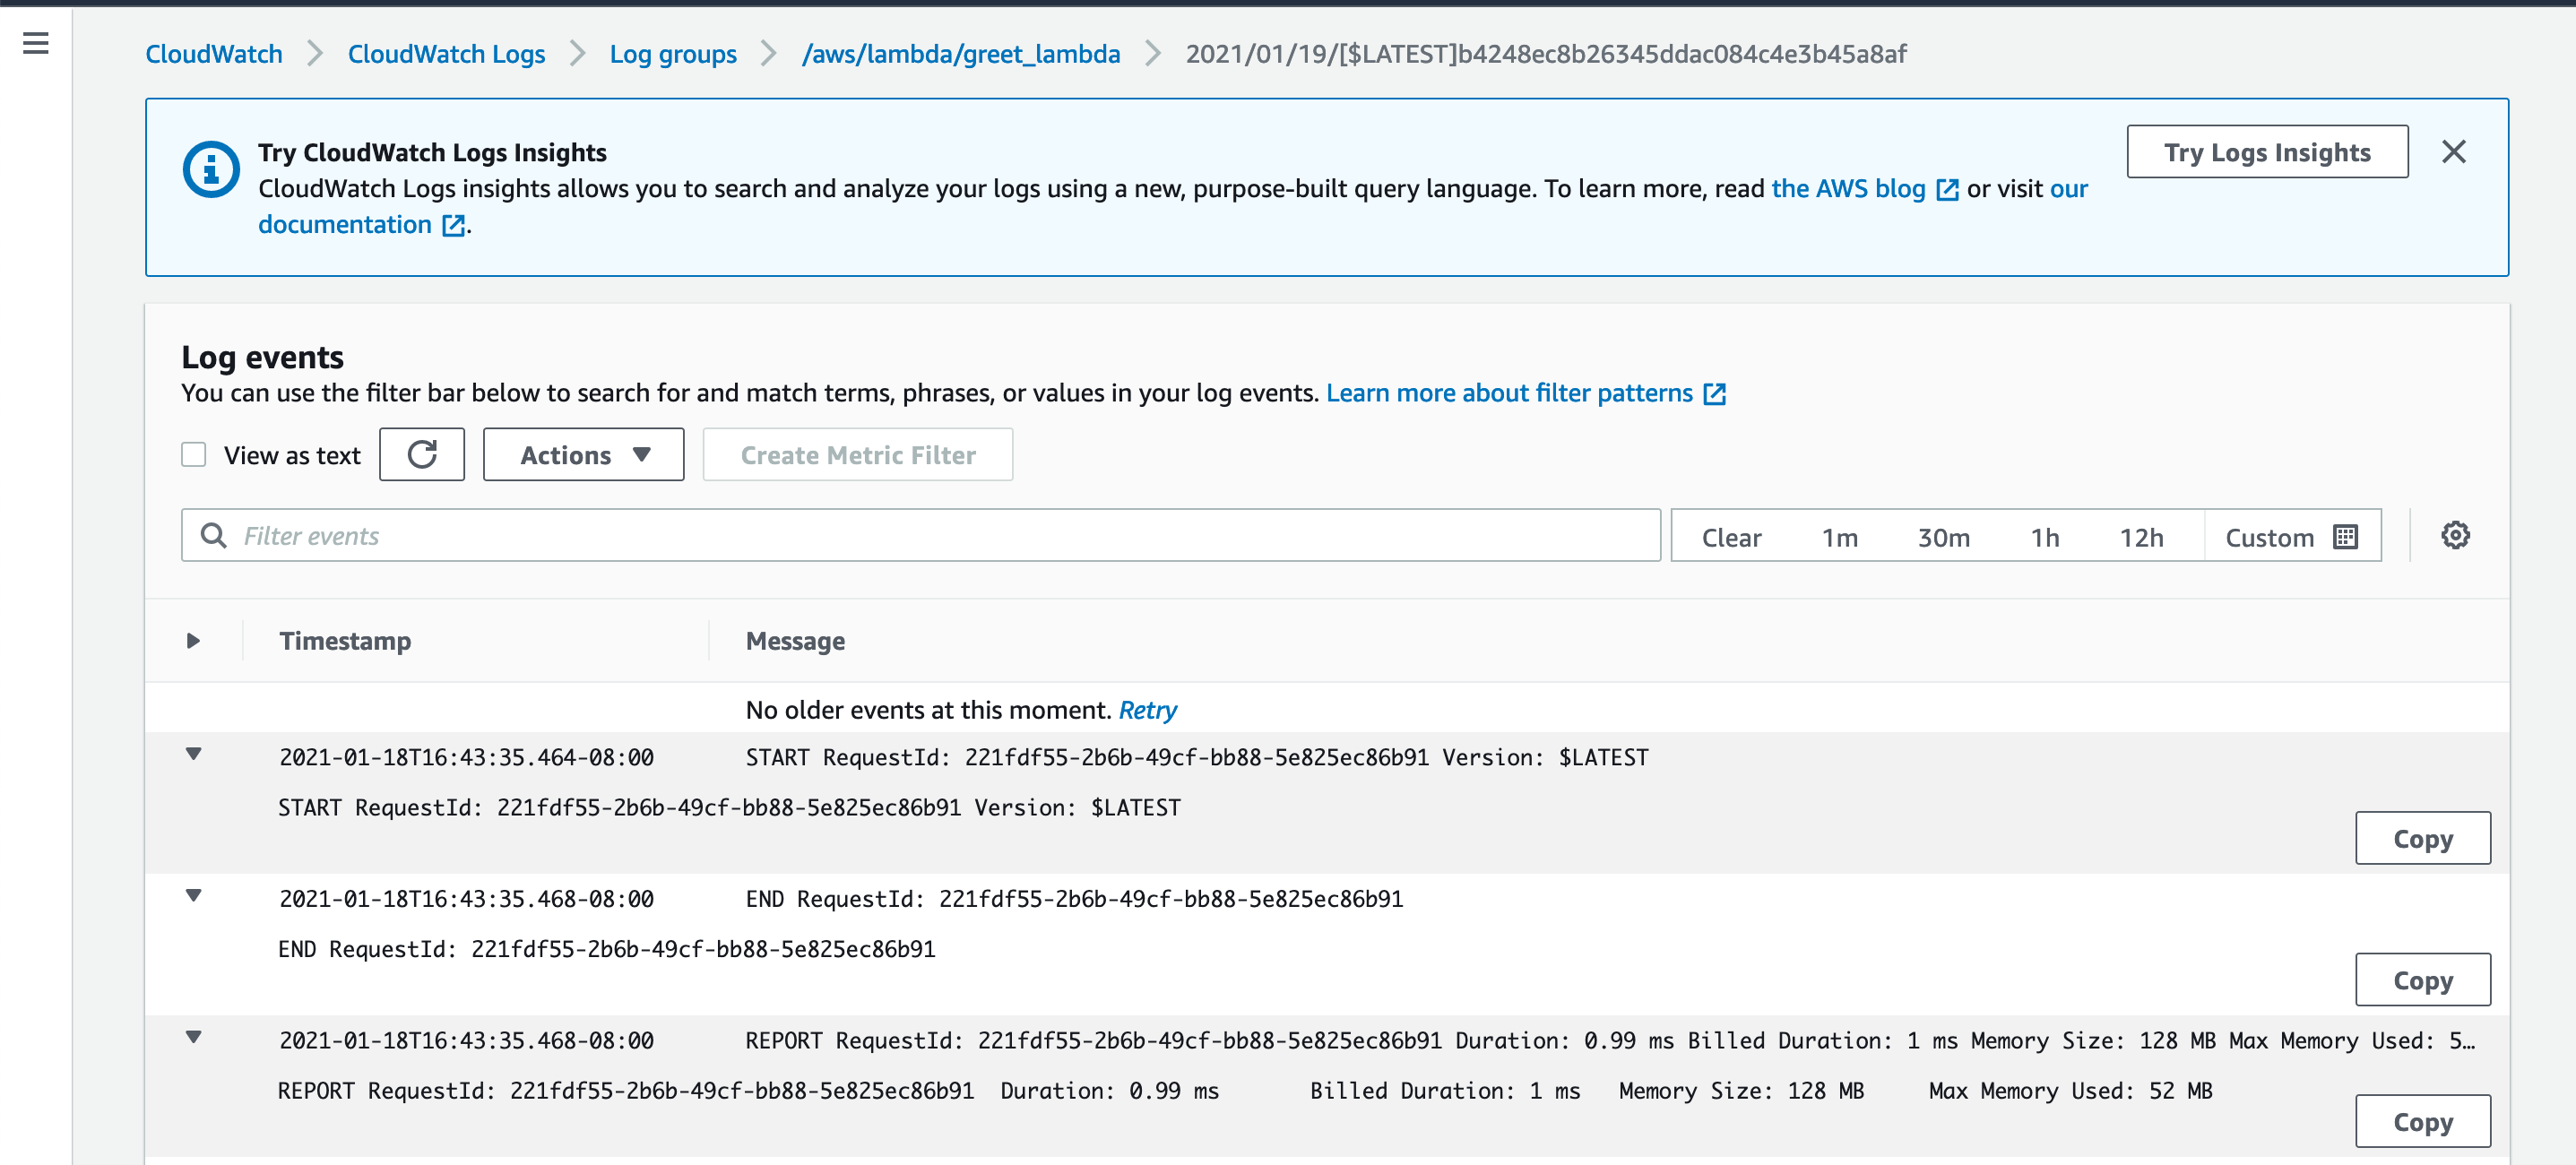 CloudWatch > CloudWatch Logs > Log groups > /aws/lambda/greet_lambda > 2021/01/19/[$LATEST]b4248ec8b26345ddac084c4e3b45a8af
Try CloudWatch Logs Insights
Try Logs Insights
CloudWatch Logs insights allows you to search and analyze your logs using a new, purpose-built query language. To learn more, read the AWS blog or visit our
documentation.
Log events
You can use the filter bar below to search for and match terms, phrases, or values in your log events. Learn more about filter patterns
View as text Actions Create Metric Filter
Filter events Clear 1m 30m 1h 12h Custom
Timestamp Message
No older events at this moment. Retry
2021-01-18T16:43:35.464-08:00 START RequestId: 221fdf55-2b6b-49cf-bb88-5e825ec86b91 Version: $LATEST
START RequestId: 221fdf55-2b6b-49cf-bb88-5e825ec86b91 Version: $LATEST
Copy
2021-01-18T16:43:35.468-08:00 END RequestId: 221fdf55-2b6b-49cf-bb88-5e825ec86b91
END RequestId: 221fdf55-2b6b-49cf-bb88-5e825ec86b91
Copy
2021-01-18T16:43:35.468-08:00 REPORT RequestId: 221fdf55-2b6b-49cf-bb88-5e825ec86b91 Duration: 0.99 ms Billed Duration: 1 ms Memory Size: 128 MB Max Memory Used: 5…
REPORT RequestId: 221fdf55-2b6b-49cf-bb88-5e825ec86b91 Duration: 0.99 ms Billed Duration: 1 ms Memory Size: 128 MB Max Memory Used: 52 MB
Copy